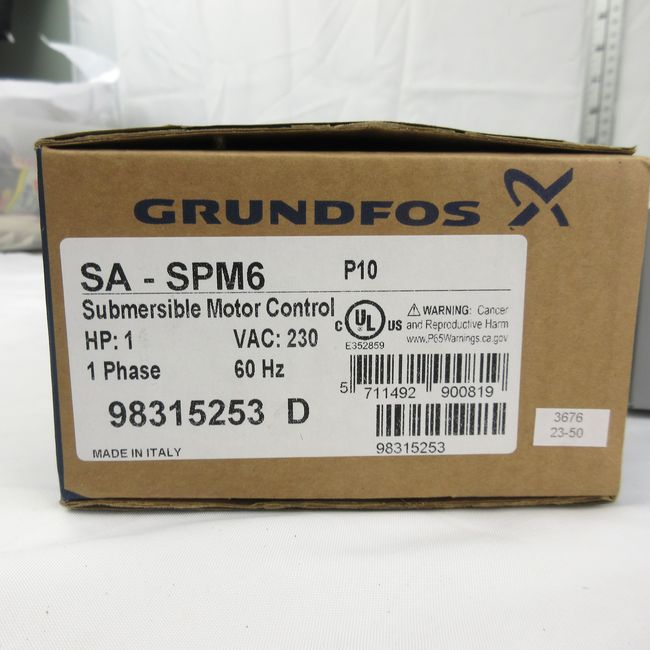 GRUNDFOS
SA - SPM6 P10
Submersible Motor Control
HP: 1 VAC: 230
1 Phase 60 Hz
C UL US
E352859
WARNING: Cancer
and Reproductive Harm
www.P65Warnings.ca.gov
5 711492 900819
98315253 D
98315253
MADE IN ITALY
3676
23-50